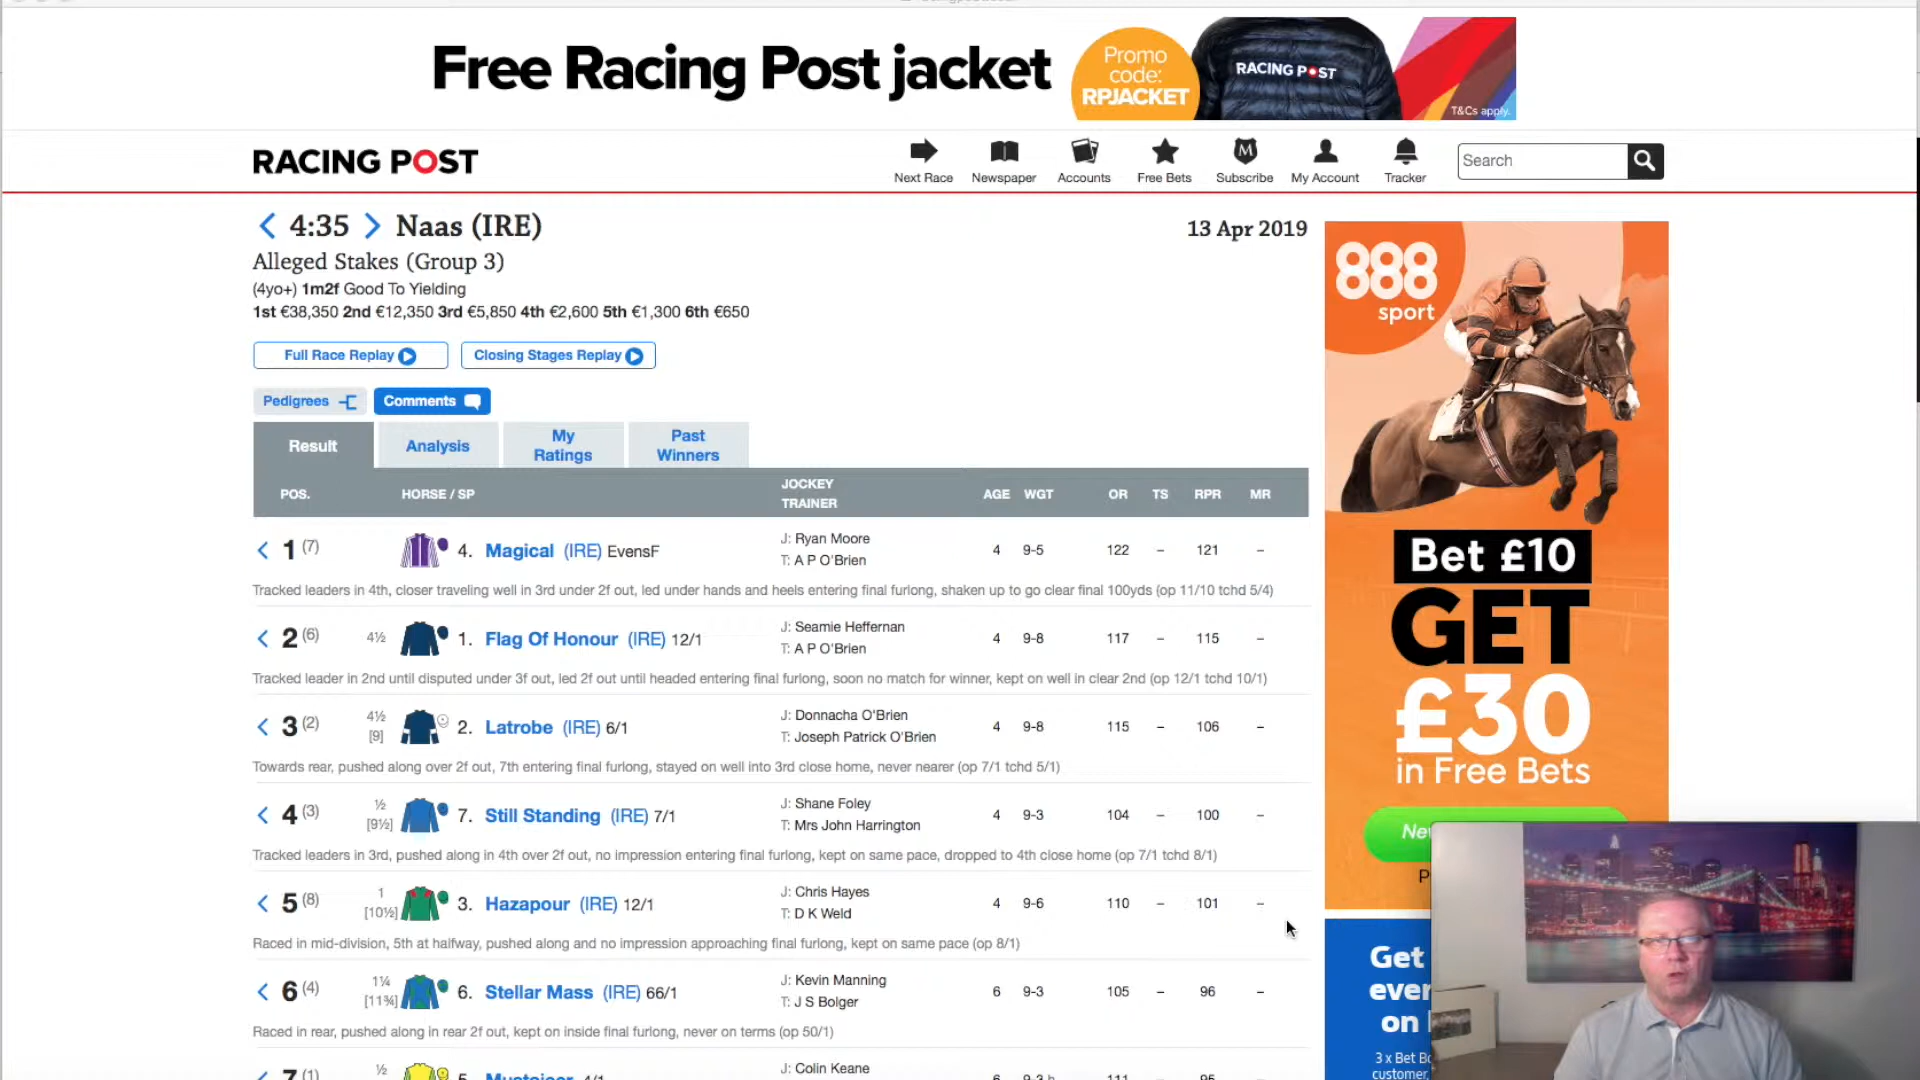 Free Racing Post jacket
Promo
code:
RPJACKET
RACING POST
T&Cs apply.
RACING POST
Next Race
Newspaper
Accounts
Free Bets
M
Subscribe
My Account
Tracker
Search
4:35 Naas (IRE)
13 Apr 2019
Alleged Stakes (Group 3)
(4yo+) 1m2f Good To Yielding
1st €38,350 2nd €12,350 3rd €5,850 4th €2,600 5th €1,300 6th €650
Full Race Replay
Closing Stages Replay
Pedigrees
Comments
Result
Analysis
My
Ratings
Past
Winners
POS. HORSE / SP JOCKEY TRAINER AGE WGT OR TS RPR MR
1 (7) 4. Magical (IRE) EvensF J: Ryan Moore 4 9-5 122 – 121 –
T: A P O'Brien
Tracked leaders in 4th, closer traveling well in 3rd under 2f out, led under hands and heels entering final furlong, shaken up to go clear final 100yds (op 11/10 tchd 5/4)
2 (6) 4½ 1. Flag Of Honour (IRE) 12/1 J: Seamie Heffernan 4 9-8 117 – 115 –
T: A P O'Brien
Tracked leader in 2nd until disputed under 3f out, led 2f out until headed entering final furlong, soon no match for winner, kept on well in clear 2nd (op 12/1 tchd 10/1)
3 (2) 4½ [9] 2. Latrobe (IRE) 6/1 J: Donnacha O'Brien 4 9-8 115 – 106 –
T: Joseph Patrick O'Brien
Towards rear, pushed along over 2f out, 7th entering final furlong, stayed on well into 3rd close home, never nearer (op 7/1 tchd 5/1)
4 (3) ½ [9½] 7. Still Standing (IRE) 7/1 J: Shane Foley 4 9-3 104 – 100 –
T: Mrs John Harrington
Tracked leaders in 3rd, pushed along in 4th over 2f out, no impression entering final furlong, kept on same pace, dropped to 4th close home (op 7/1 tchd 8/1)
5 (8) 1 [10½] 3. Hazapour (IRE) 12/1 J: Chris Hayes 4 9-6 110 – 101 –
T: D K Weld
Raced in mid-division, 5th at halfway, pushed along and no impression approaching final furlong, kept on same pace (op 8/1)
6 (4) 1¼ [11¾] 6. Stellar Mass (IRE) 66/1 J: Kevin Manning 6 9-3 105 – 96 –
T: J S Bolger
Raced in rear, pushed along in rear 2f out, kept on inside final furlong, never on terms (op 50/1)
7 (1) ½ 5. J: Colin Keane
888
sport
Bet £10
GET
£30
in Free Bets
Get
ever
on
3 x Bet
customer,